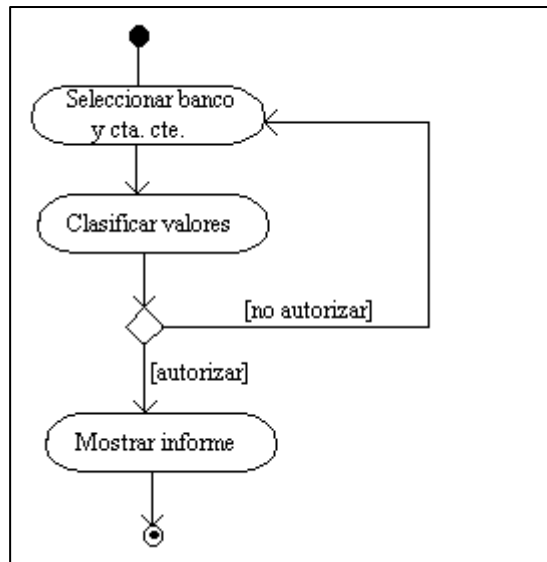 Seleccionar banco
y cta. cte.
Clasificar valores
[no autorizar]
[autorizar]
Mostrar informe